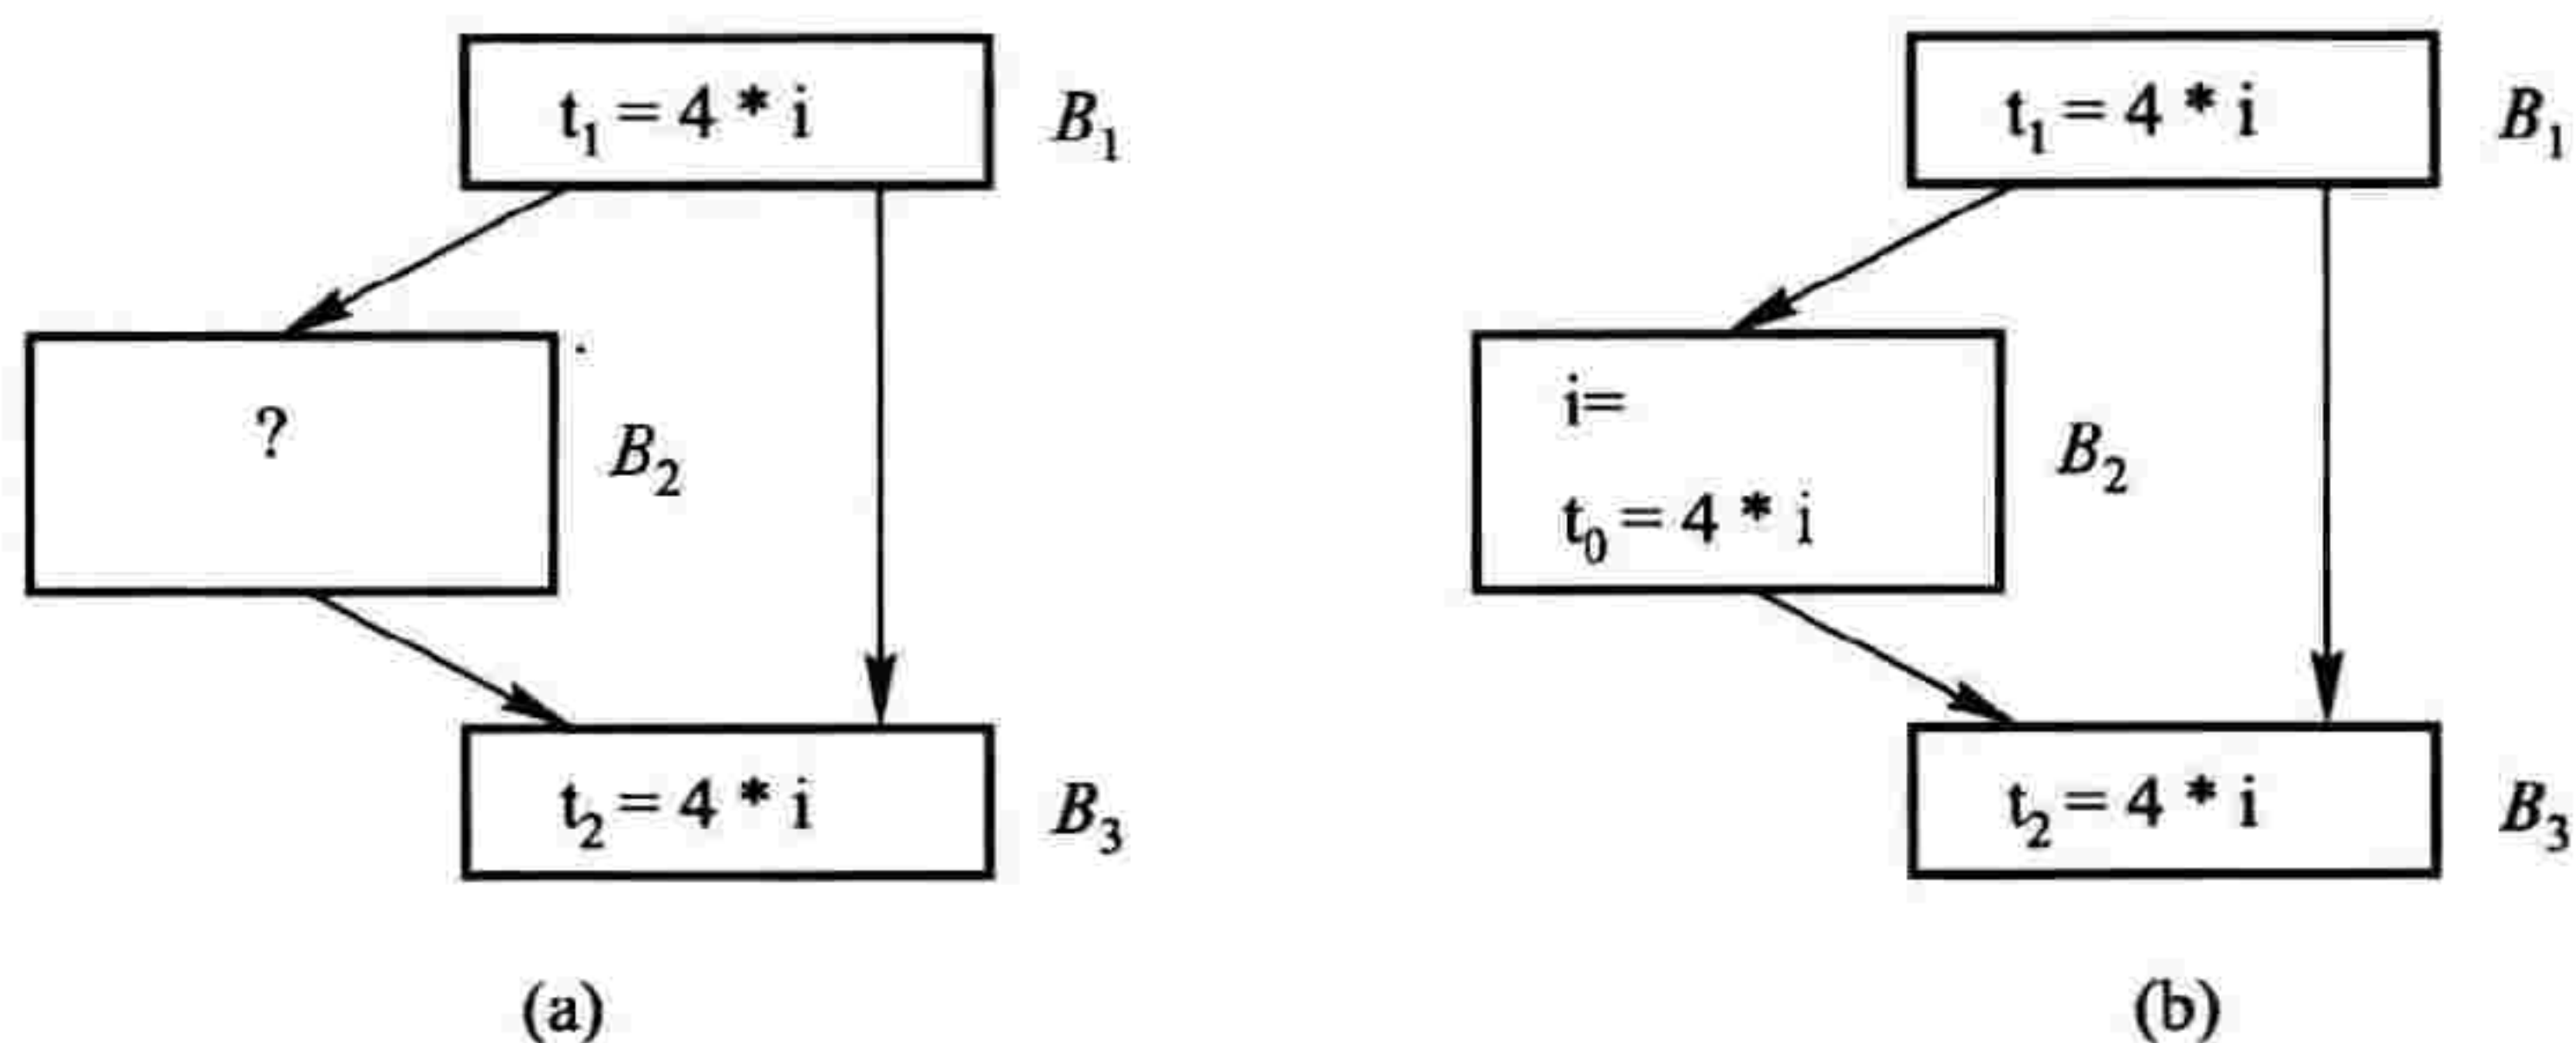 t₁ = 4 * i
B₁
?
B₂
t₂ = 4 * i
B₃
(a)
t₁ = 4 * i
B₁
i=
t₀ = 4 * i
B₂
t₂ = 4 * i
B₃
(b)